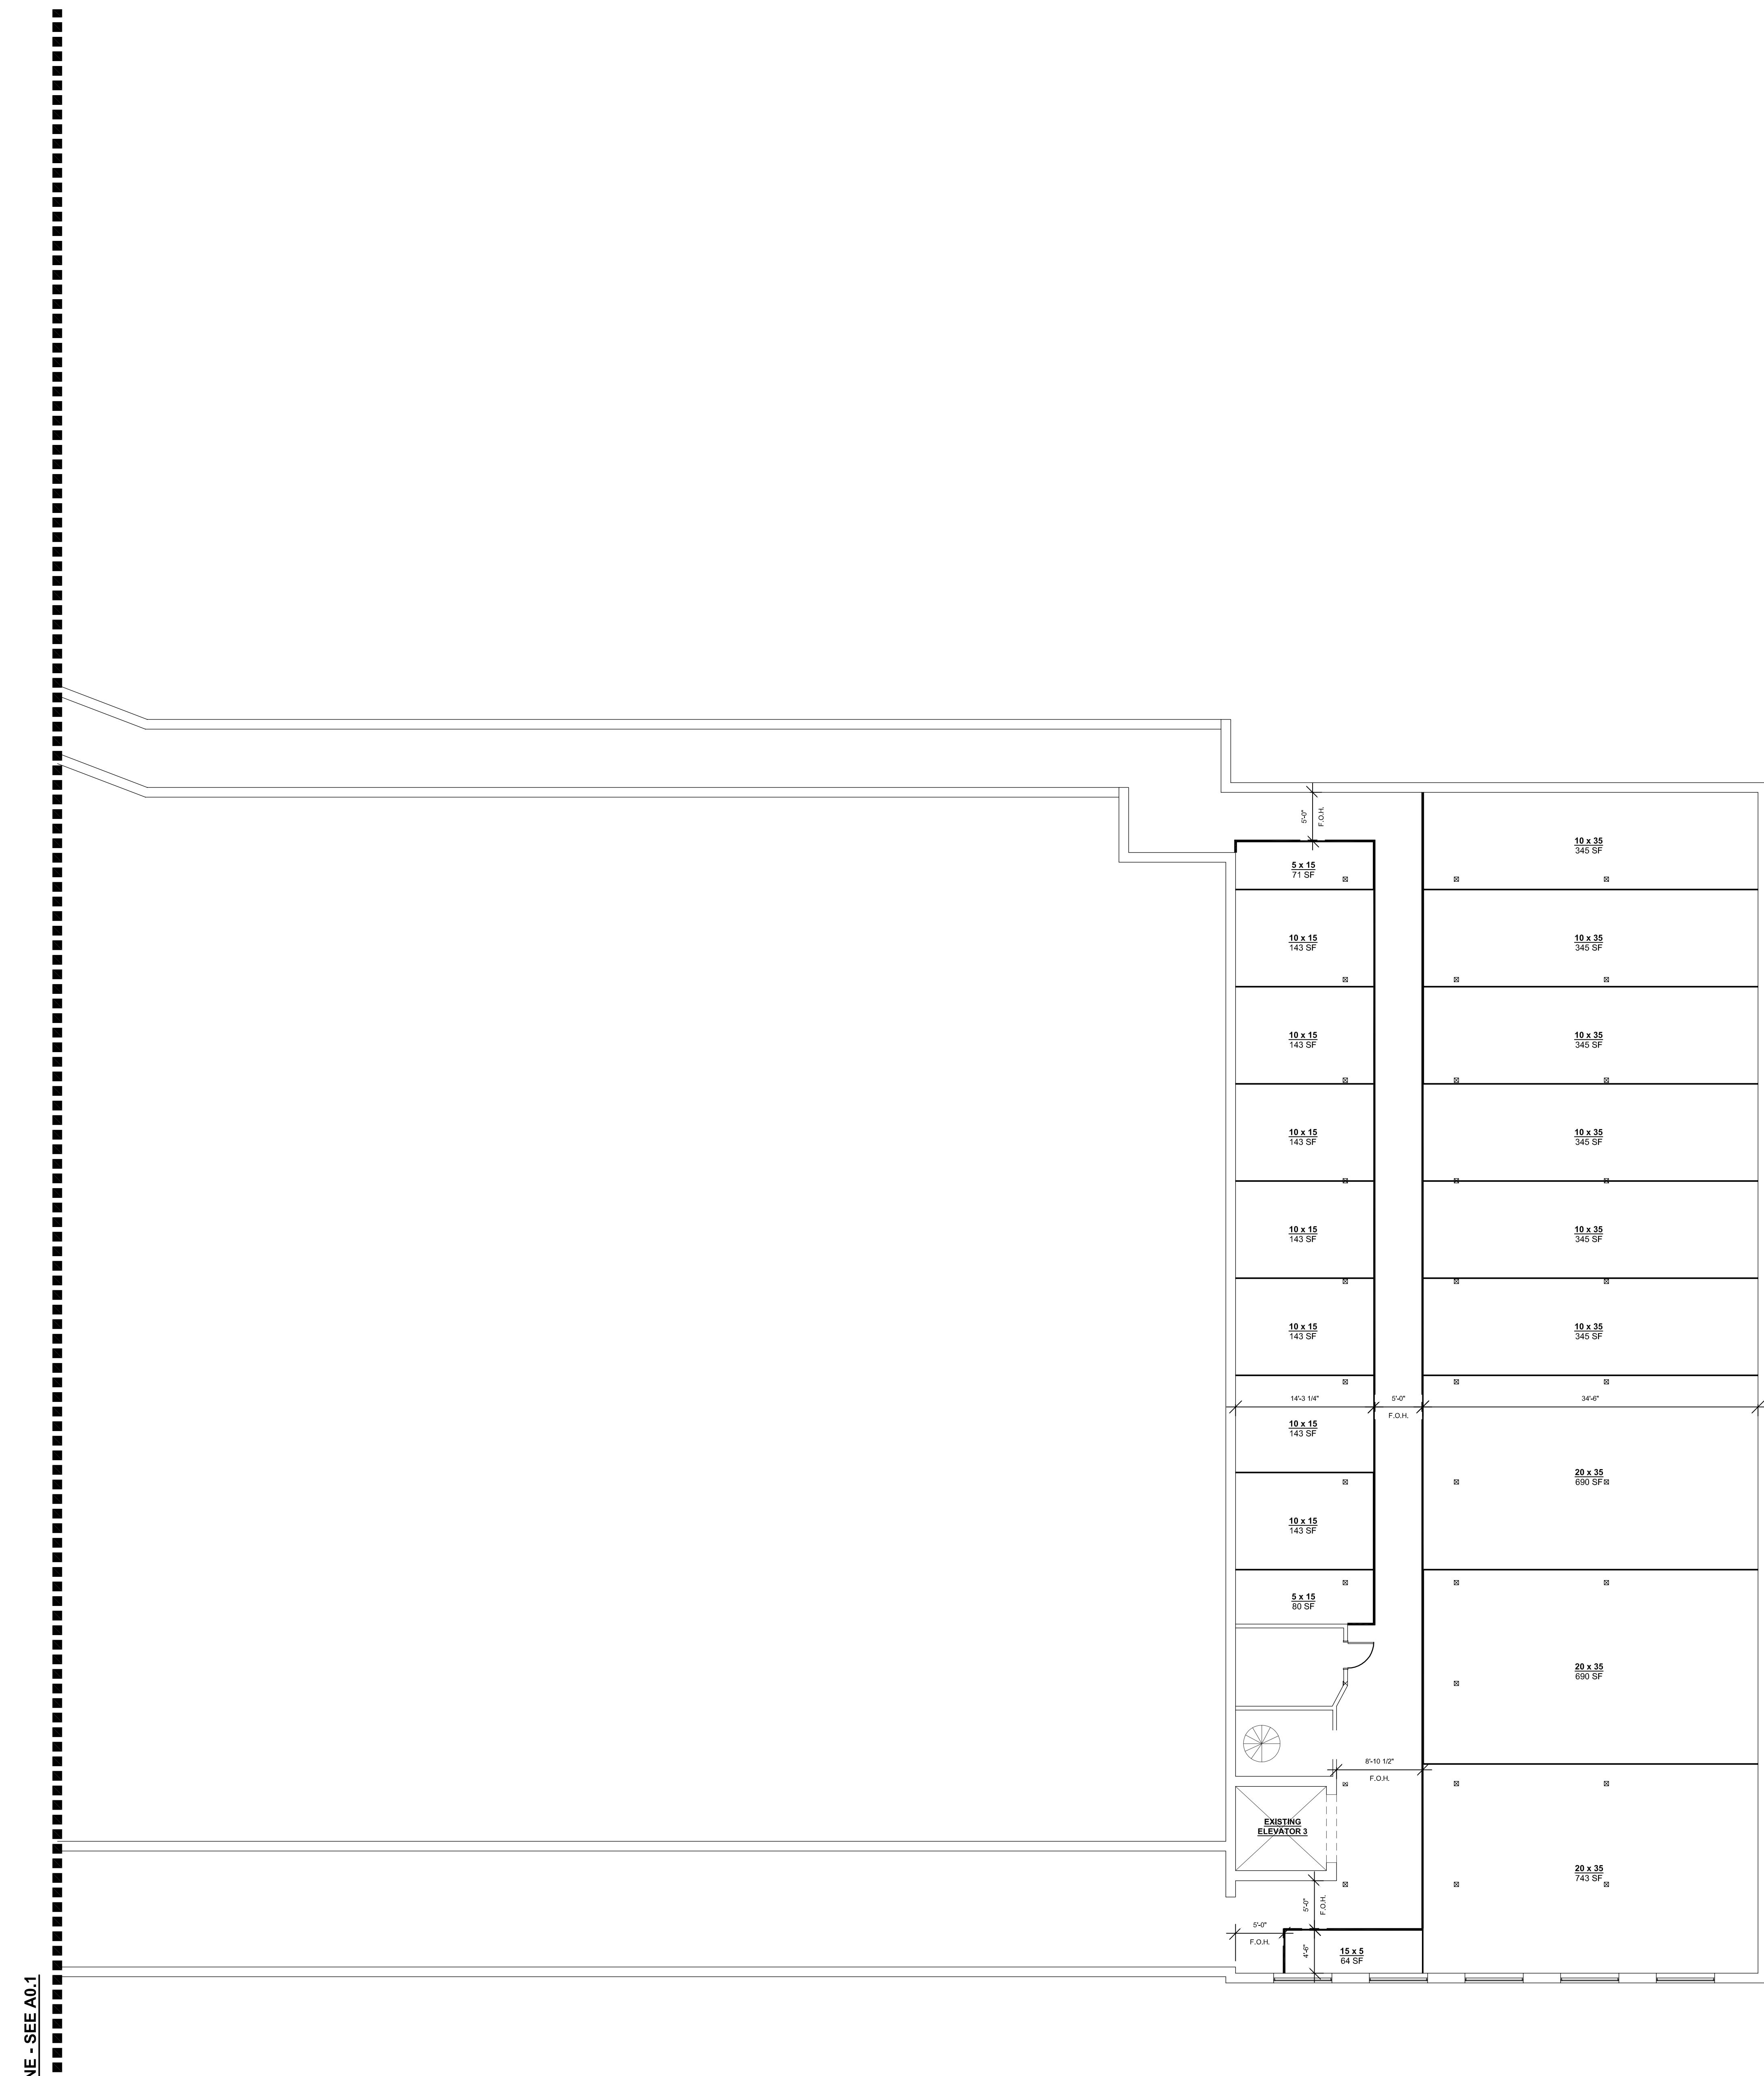 5'-0"
F.O.H.
10 x 35
345 SF
5 x 15
71 SF
10 x 15
143 SF
10 x 35
345 SF
10 x 15
143 SF
10 x 35
345 SF
10 x 15
143 SF
10 x 35
345 SF
10 x 15
143 SF
10 x 35
345 SF
10 x 15
143 SF
10 x 35
345 SF
14'-3 1/4"
5'-0"
F.O.H.
34'-6"
10 x 15
143 SF
20 x 35
690 SF
10 x 15
143 SF
5 x 15
80 SF
20 x 35
690 SF
8'-10 1/2"
F.O.H.
EXISTING
ELEVATOR 3
20 x 35
743 SF
5'-0"
F.O.H.
5'-0"
F.O.H.
4'-6"
15 x 5
64 SF
NE - SEE A0.1